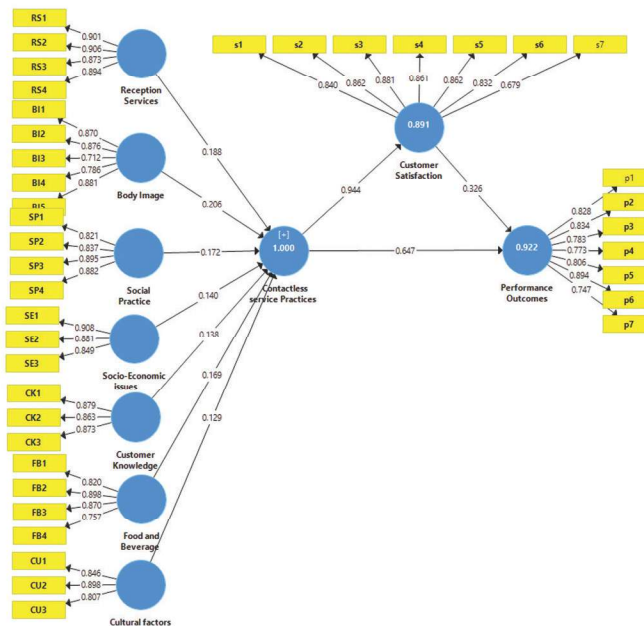 RS1
RS2
RS3
RS4
0.901
0.906
0.873
0.894
Reception
Services
BI1
BI2
BI3
BI4
BI5
0.870
0.876
0.712
0.786
0.881
Body Image
SP1
SP2
SP3
SP4
0.821
0.837
0.895
0.882
Social
Practice
SE1
SE2
SE3
0.908
0.881
0.849
Socio-Economic
issues
CK1
CK2
CK3
0.879
0.863
0.873
Customer
Knowledge
FB1
FB2
FB3
FB4
0.820
0.898
0.870
0.757
Food and
Beverage
CU1
CU2
CU3
0.846
0.898
0.807
Cultural factors
0.188
0.206
0.172
0.140
0.138
0.169
0.129
[+]
1.000
Contactless
service Practices
0.944
0.647
s1
s2
s3
s4
s5
s6
s7
0.840
0.862
0.881
0.861
0.862
0.832
0.679
0.891
Customer
Satisfaction
0.326
0.922
Performance
Outcomes
0.828
0.834
0.783
0.773
0.806
0.894
0.747
p1
p2
p3
p4
p5
p6
p7